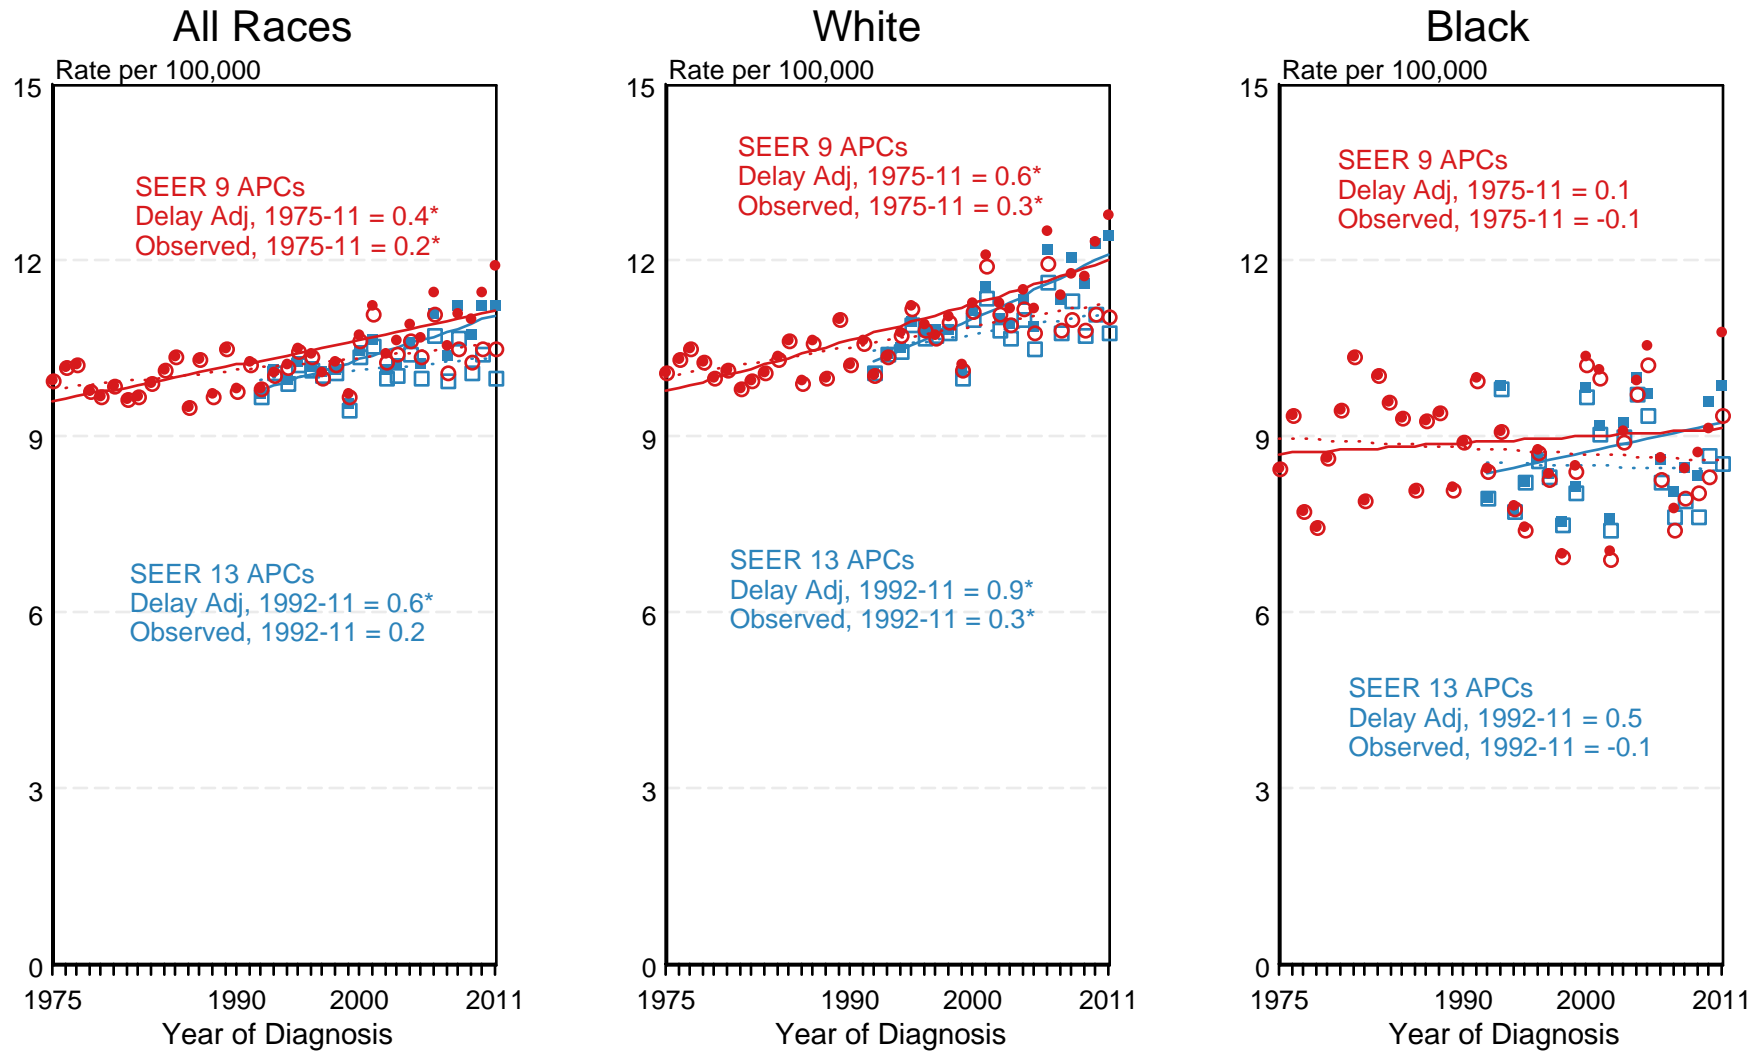 All Races
Rate per 100,000
15
12
9
6
3
0
SEER 9 APCs
Delay Adj, 1975-11 = 0.4*
Observed, 1975-11 = 0.2*
SEER 13 APCs
Delay Adj, 1992-11 = 0.6*
Observed, 1992-11 = 0.2
1975 1990 2000 2011
Year of Diagnosis
White
Rate per 100,000
15
12
9
6
3
0
SEER 9 APCs
Delay Adj, 1975-11 = 0.6*
Observed, 1975-11 = 0.3*
SEER 13 APCs
Delay Adj, 1992-11 = 0.9*
Observed, 1992-11 = 0.3*
1975 1990 2000 2011
Year of Diagnosis
Black
Rate per 100,000
15
12
9
6
3
0
SEER 9 APCs
Delay Adj, 1975-11 = 0.1
Observed, 1975-11 = -0.1
SEER 13 APCs
Delay Adj, 1992-11 = 0.5
Observed, 1992-11 = -0.1
1975 1990 2000 2011
Year of Diagnosis